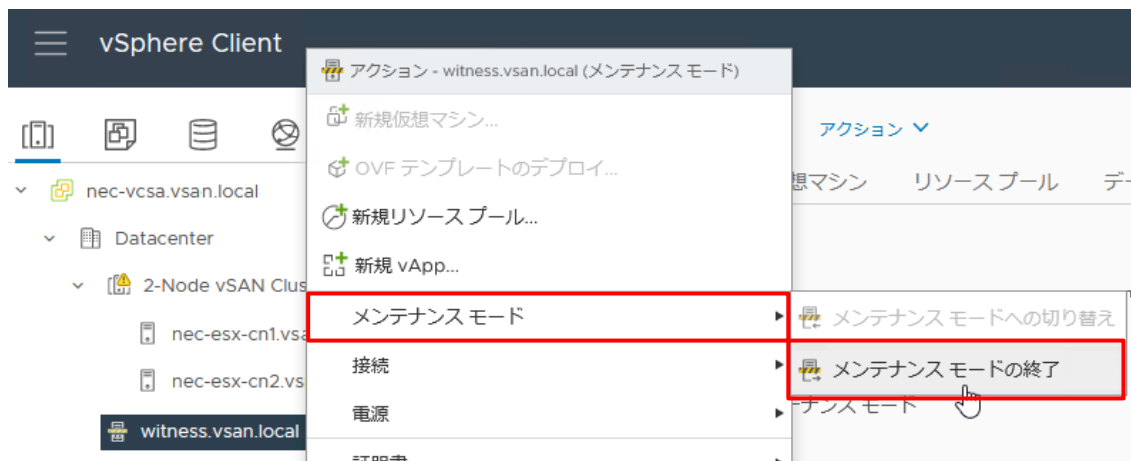 vSphere Client
アクション - witness.vsan.local (メンテナンス モード)
新規仮想マシン...
アクション
OVF テンプレートのデプロイ...
想マシン リソース プール デー
nec-vcsa.vsan.local
新規リソース プール...
Datacenter
新規 vApp...
2-Node vSAN Clus
メンテナンス モード
メンテナンス モードへの切り替え
nec-esx-cn1.vsa
接続
メンテナンス モードの終了
nec-esx-cn2.vs
電源
ーナンス モード
witness.vsan.local
証明書